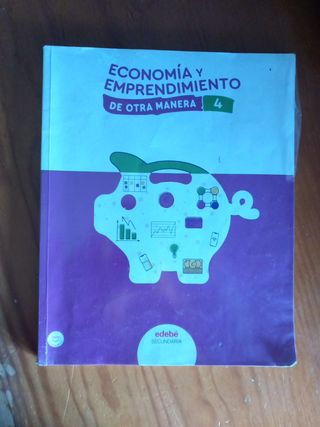 ECONOMÍA Y
EMPRENDIMIENTO
DE OTRA MANERA 4
edebé
SECUNDARIA